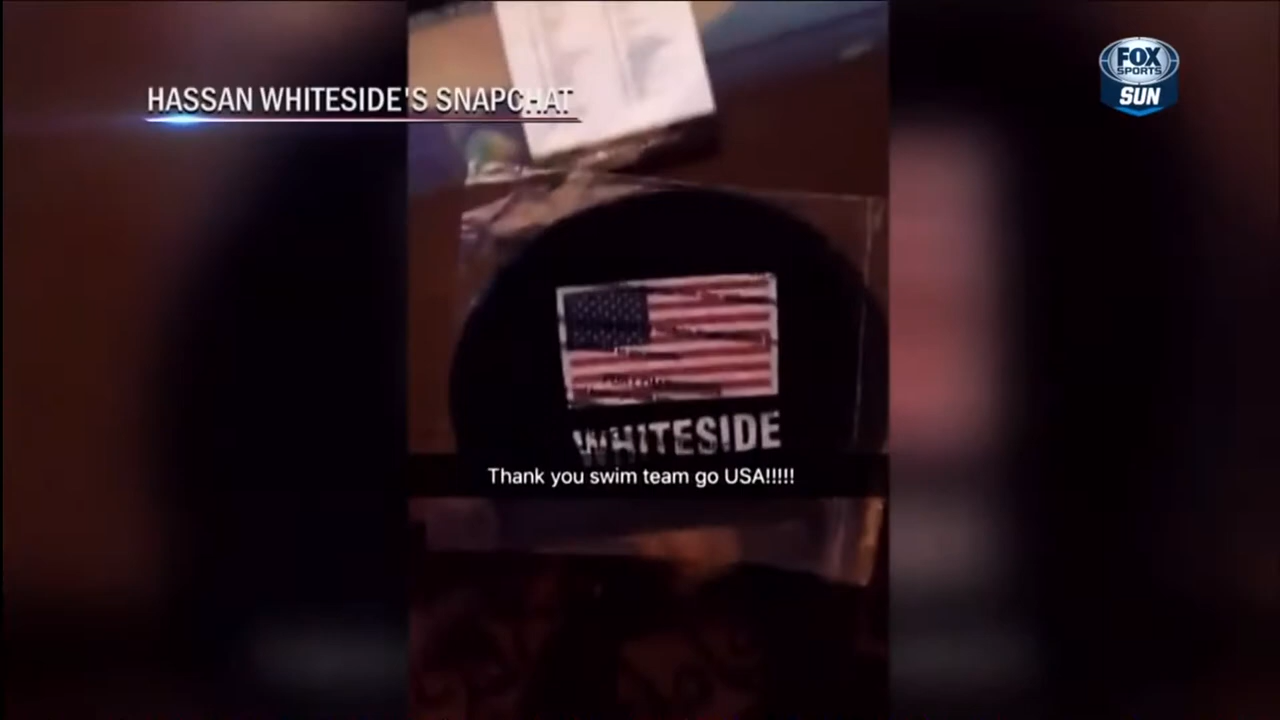 HASSAN WHITESIDE'S SNAPCHAT
FOX
SPORTS
SUN
WHITESIDE
Thank you swim team go USA!!!!!